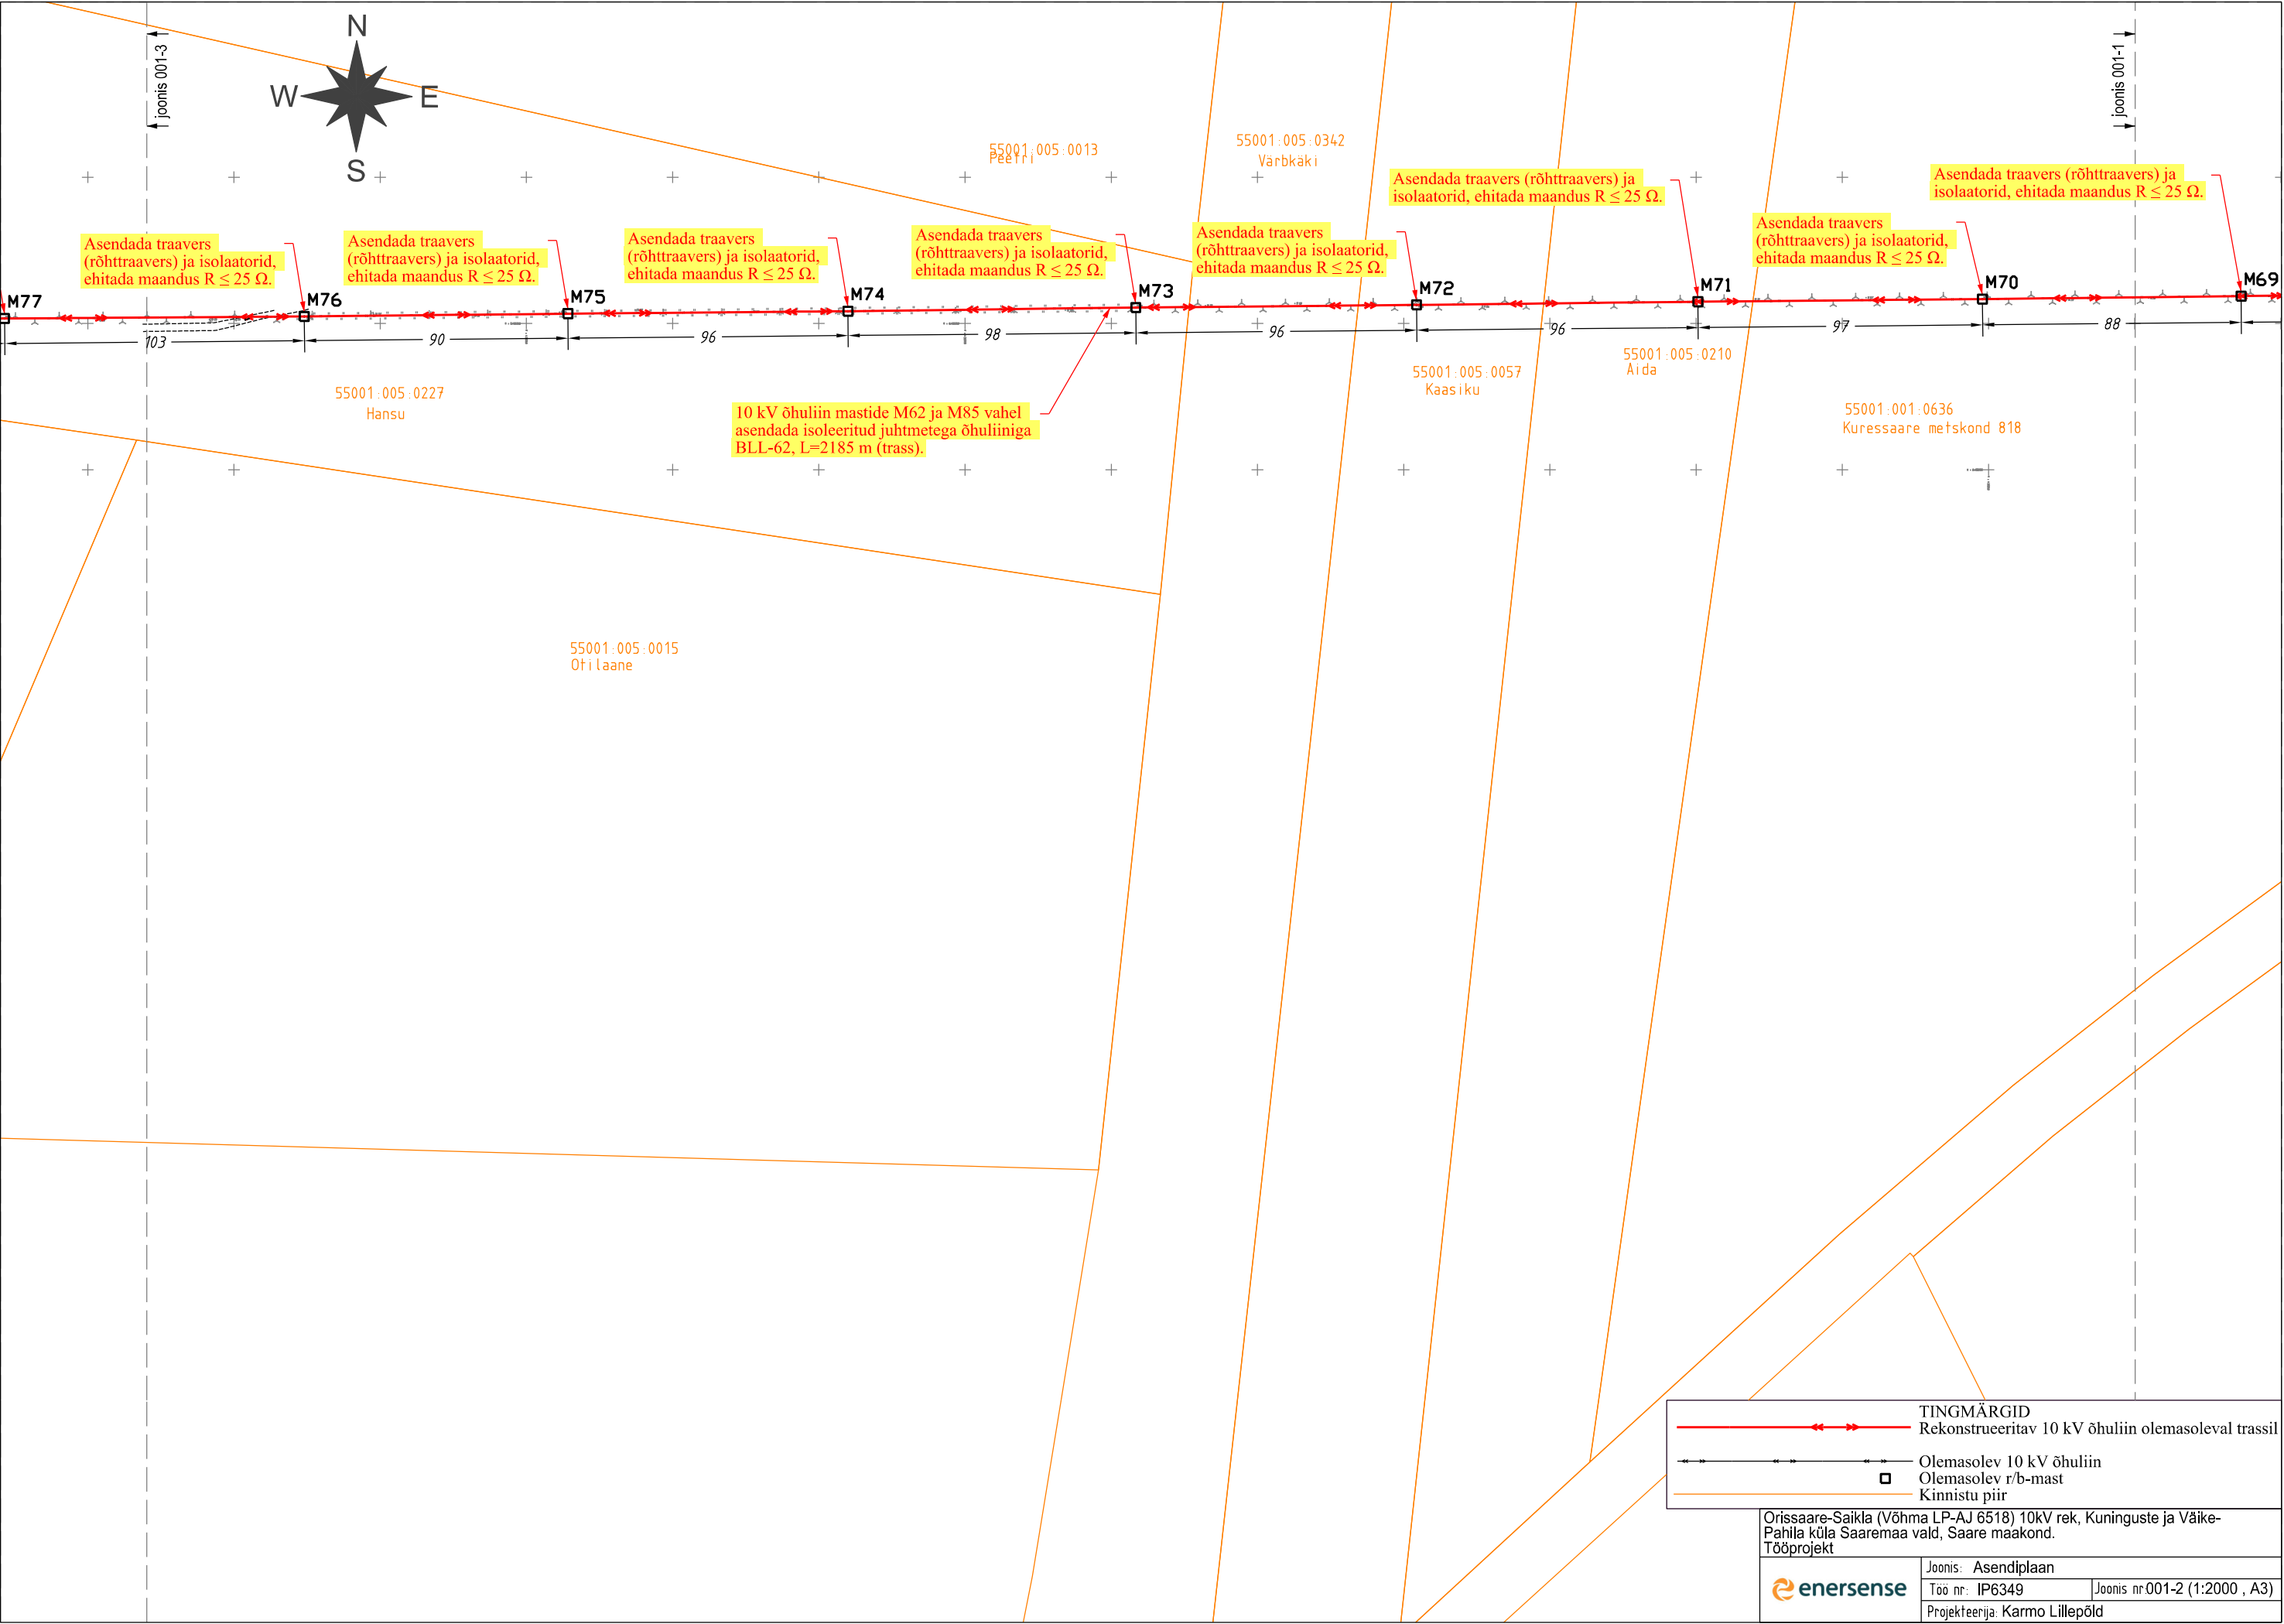 joonis 001-3
N
W
E
S
joonis 001-1
55001:005:0013
Peetri
55001:005:0342
Varbkäki
Asendada traavers (rõhttraavers) ja
isolaatorid, ehitada maandus R ≤ 25 Ω.
Asendada traavers (rõhttraavers) ja
isolaatorid, ehitada maandus R ≤ 25 Ω.
Asendada traavers
(rõhttraavers) ja isolaatorid,
ehitada maandus R ≤ 25 Ω.
Asendada traavers
(rõhttraavers) ja isolaatorid,
ehitada maandus R ≤ 25 Ω.
Asendada traavers
(rõhttraavers) ja isolaatorid,
ehitada maandus R ≤ 25 Ω.
Asendada traavers
(rõhttraavers) ja isolaatorid,
ehitada maandus R ≤ 25 Ω.
Asendada traavers
(rõhttraavers) ja isolaatorid,
ehitada maandus R ≤ 25 Ω.
Asendada traavers
(rõhttraavers) ja isolaatorid,
ehitada maandus R ≤ 25 Ω.
M77
M76
M75
M74
M73
M72
M71
M70
M69
103
90
96
98
96
96
97
88
55001:005:0227
Hansu
10 kV õhuliin mastide M62 ja M85 vahel
asendada isoleeritud juhtmetega õhuliiniga
BLL-62, L=2185 m (trass).
55001:005:0057
Kaasiku
55001:005:0210
Aida
55001:001:0636
Kuressaare metskond 818
55001:005:0015
Otilaane
TINGMÄRGID
Rekonstrueeritav 10 kV õhuliin olemasoleval trassil
Olemasolev 10 kV õhuliin
Olemasolev r/b-mast
Kinnistu piir
Orissaare-Saikla (Võhma LP-AJ 6518) 10kV rek, Kuninguste ja Väike-
Pahila küla Saaremaa vald, Saare maakond.
Tööprojekt
enersense
Joonis: Asendiplaan
Töö nr: IP6349
Joonis nr:001-2 (1:2000 , A3)
Projekteerija: Karmo Lillepõld